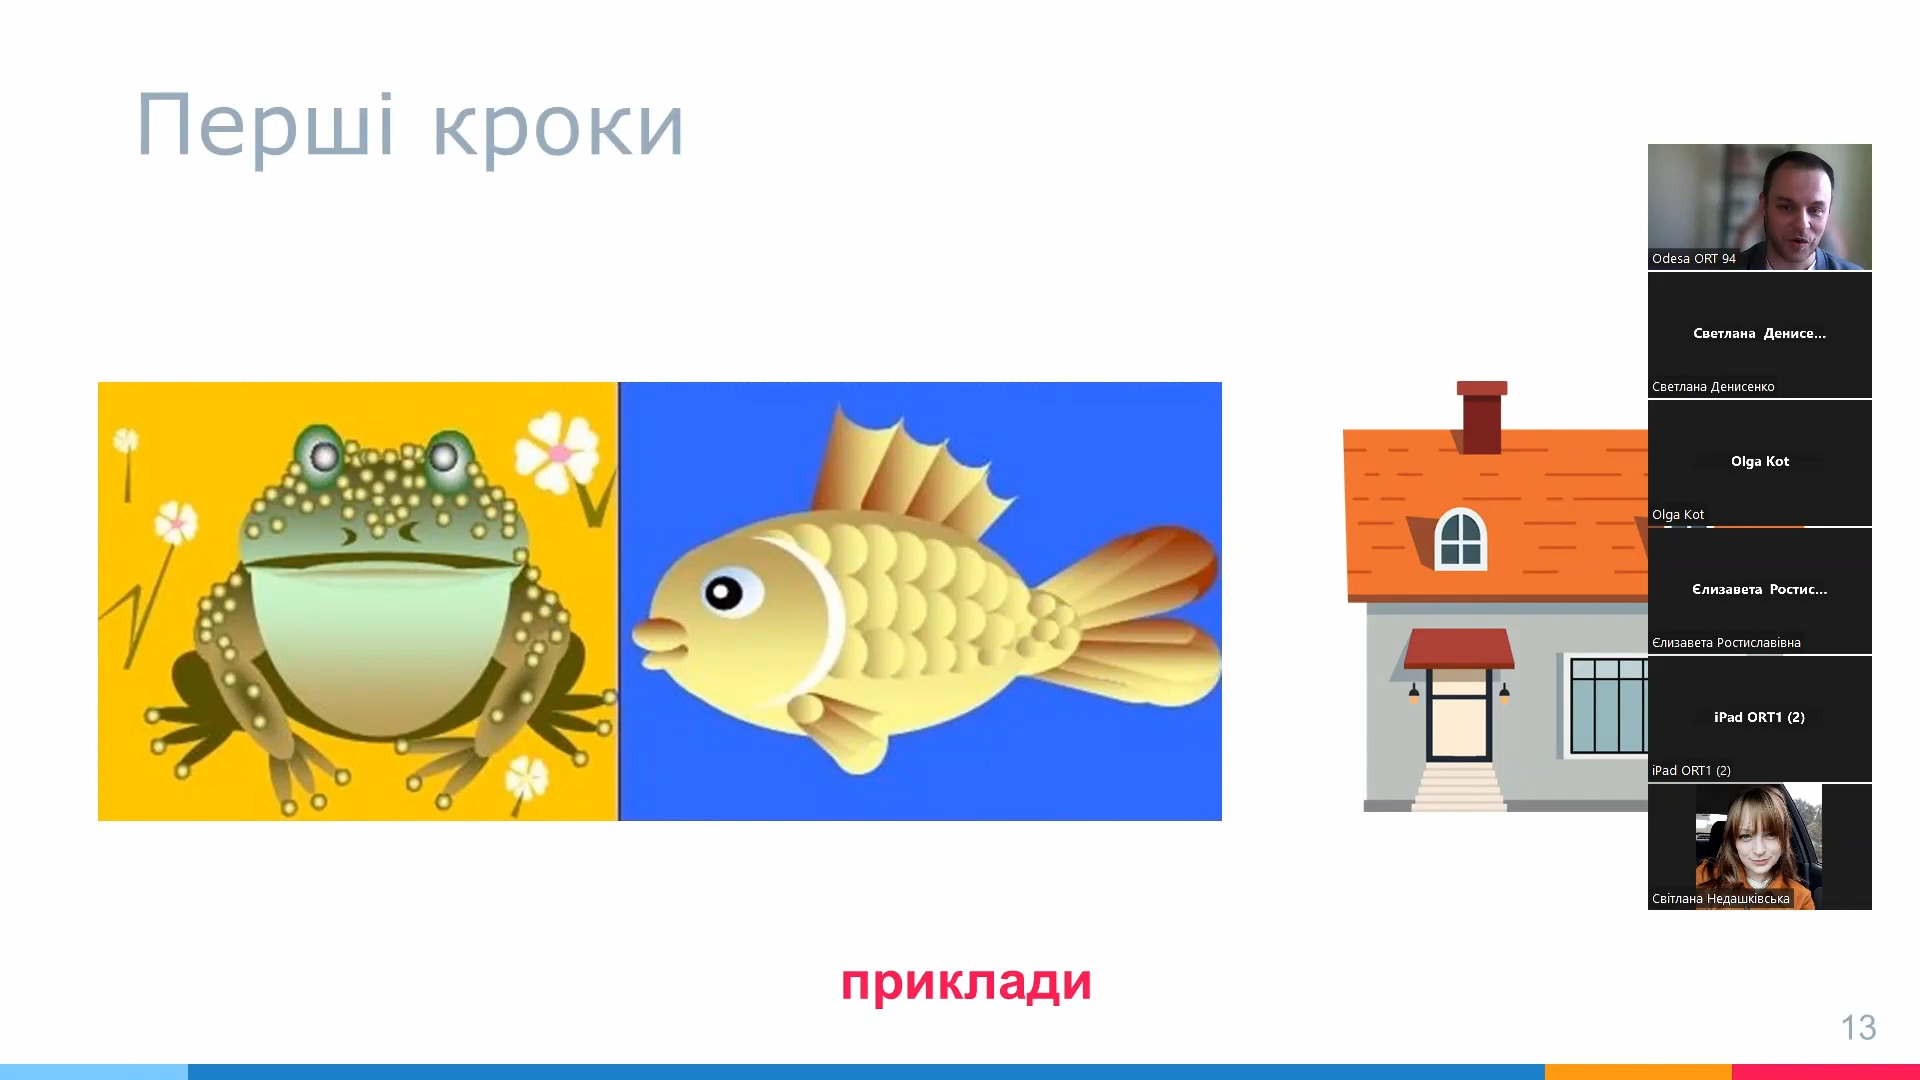 Перші кроки
Odesa ORT 94
Светлана Денисе...
Светлана Денисенко
Olga Kot
Olga Kot
Єлизавета Ростис...
Єлизавета Ростиславівна
iPad ORT1 (2)
iPad ORT1 (2)
Світлана Недашківська
приклади
13